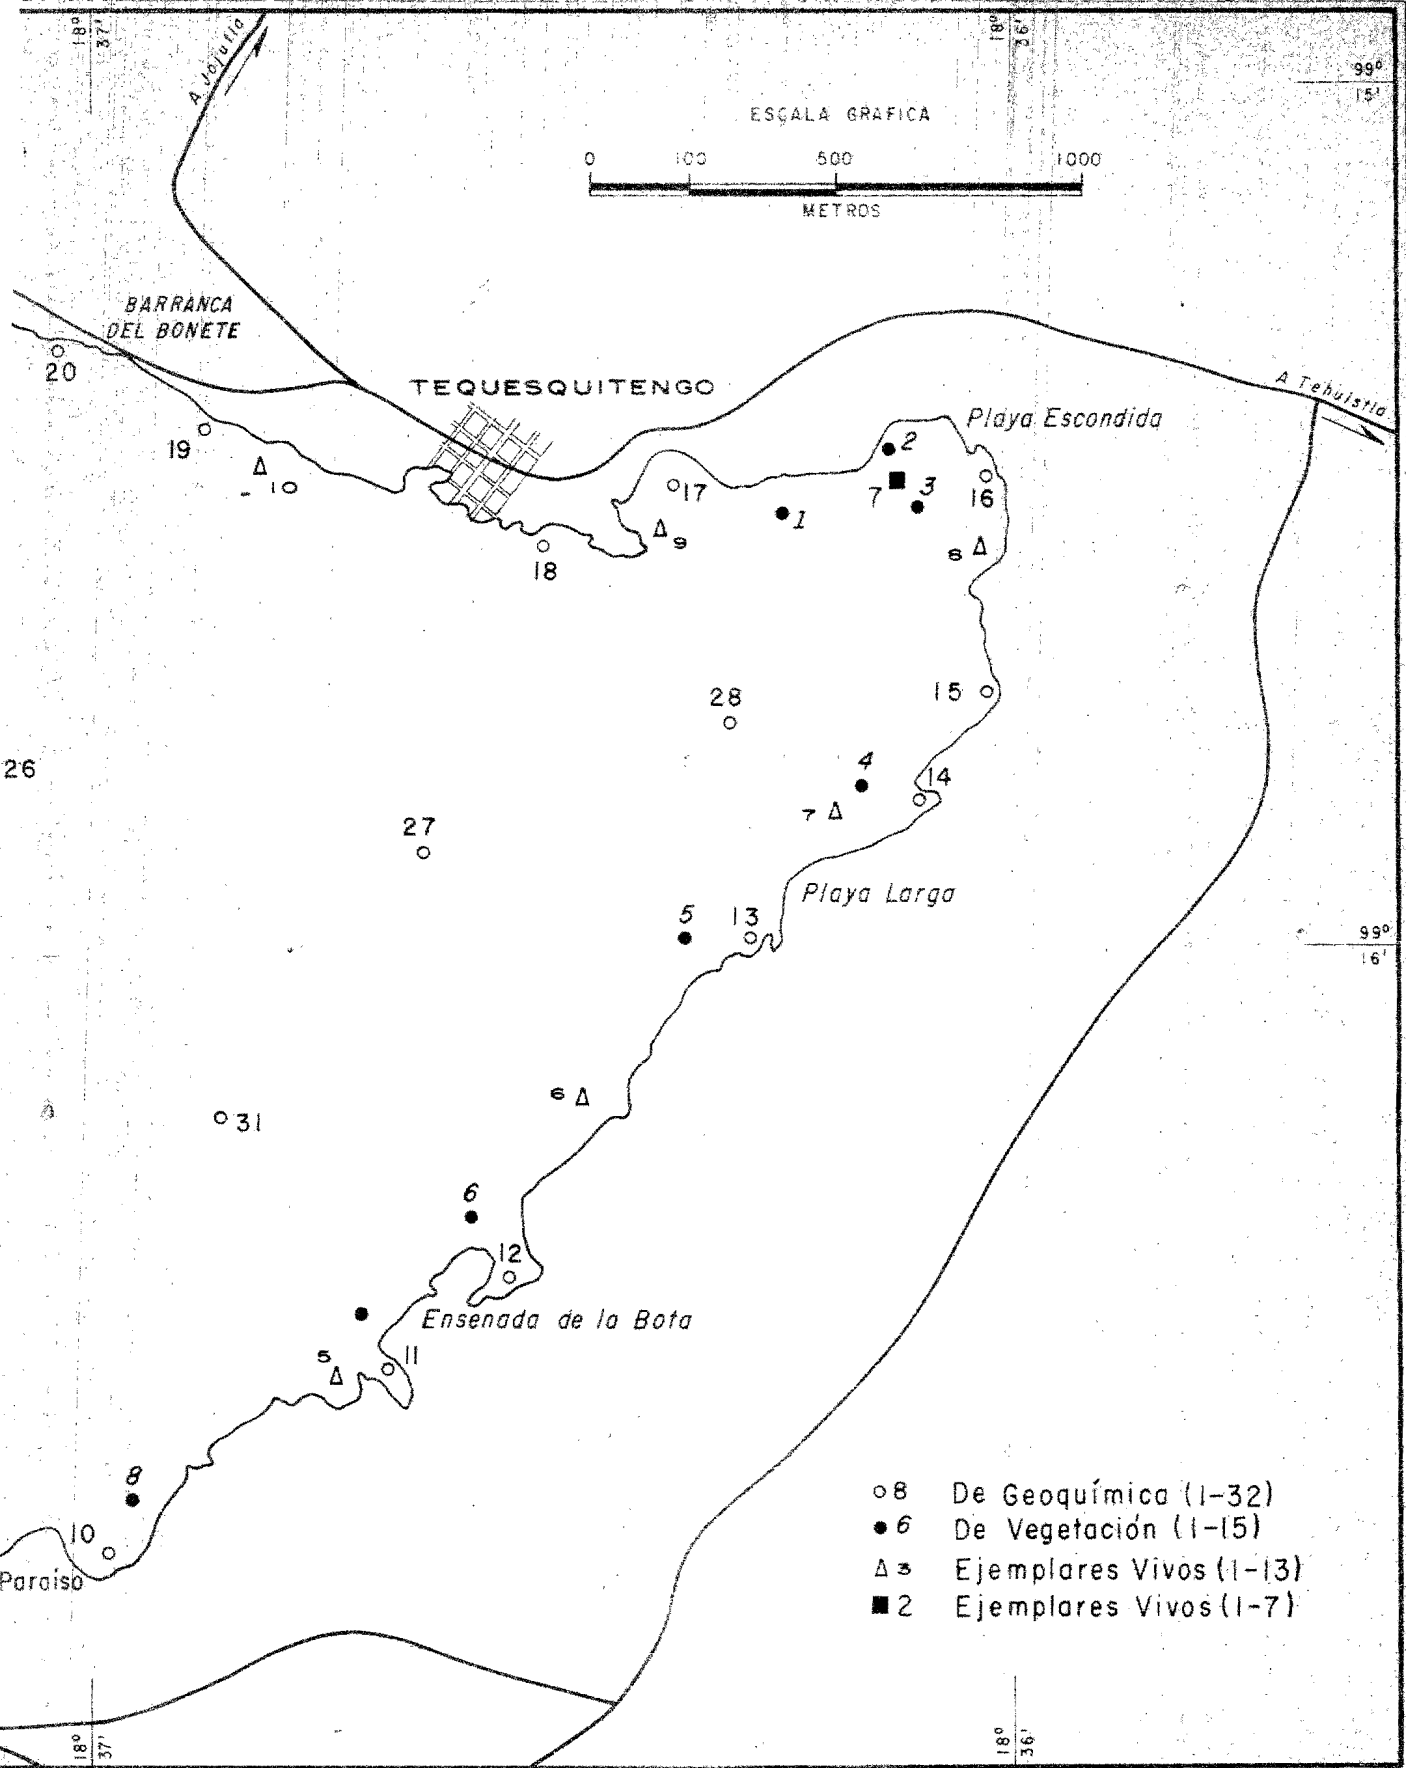 18°
37'
A Jojutla
18°
36'
99°
15'
ESCALA GRAFICA
0 100 500 1000
METROS
BARRANCA
DEL BONETE
20
TEQUESQUITENGO
A Tehuistla
Playa Escondida
19
10
2
17
7
3
16
1
9
8
18
15
28
4
14
26
7
27
Playa Larga
5
13
99°
16'
6
31
6
12
Ensenada de la Bota
11
5
8
10
Paraíso
8 De Geoquímica (1-32)
6 De Vegetación (1-15)
3 Ejemplares Vivos (1-13)
2 Ejemplares Vivos (1-7)
18°
37'
18°
36'